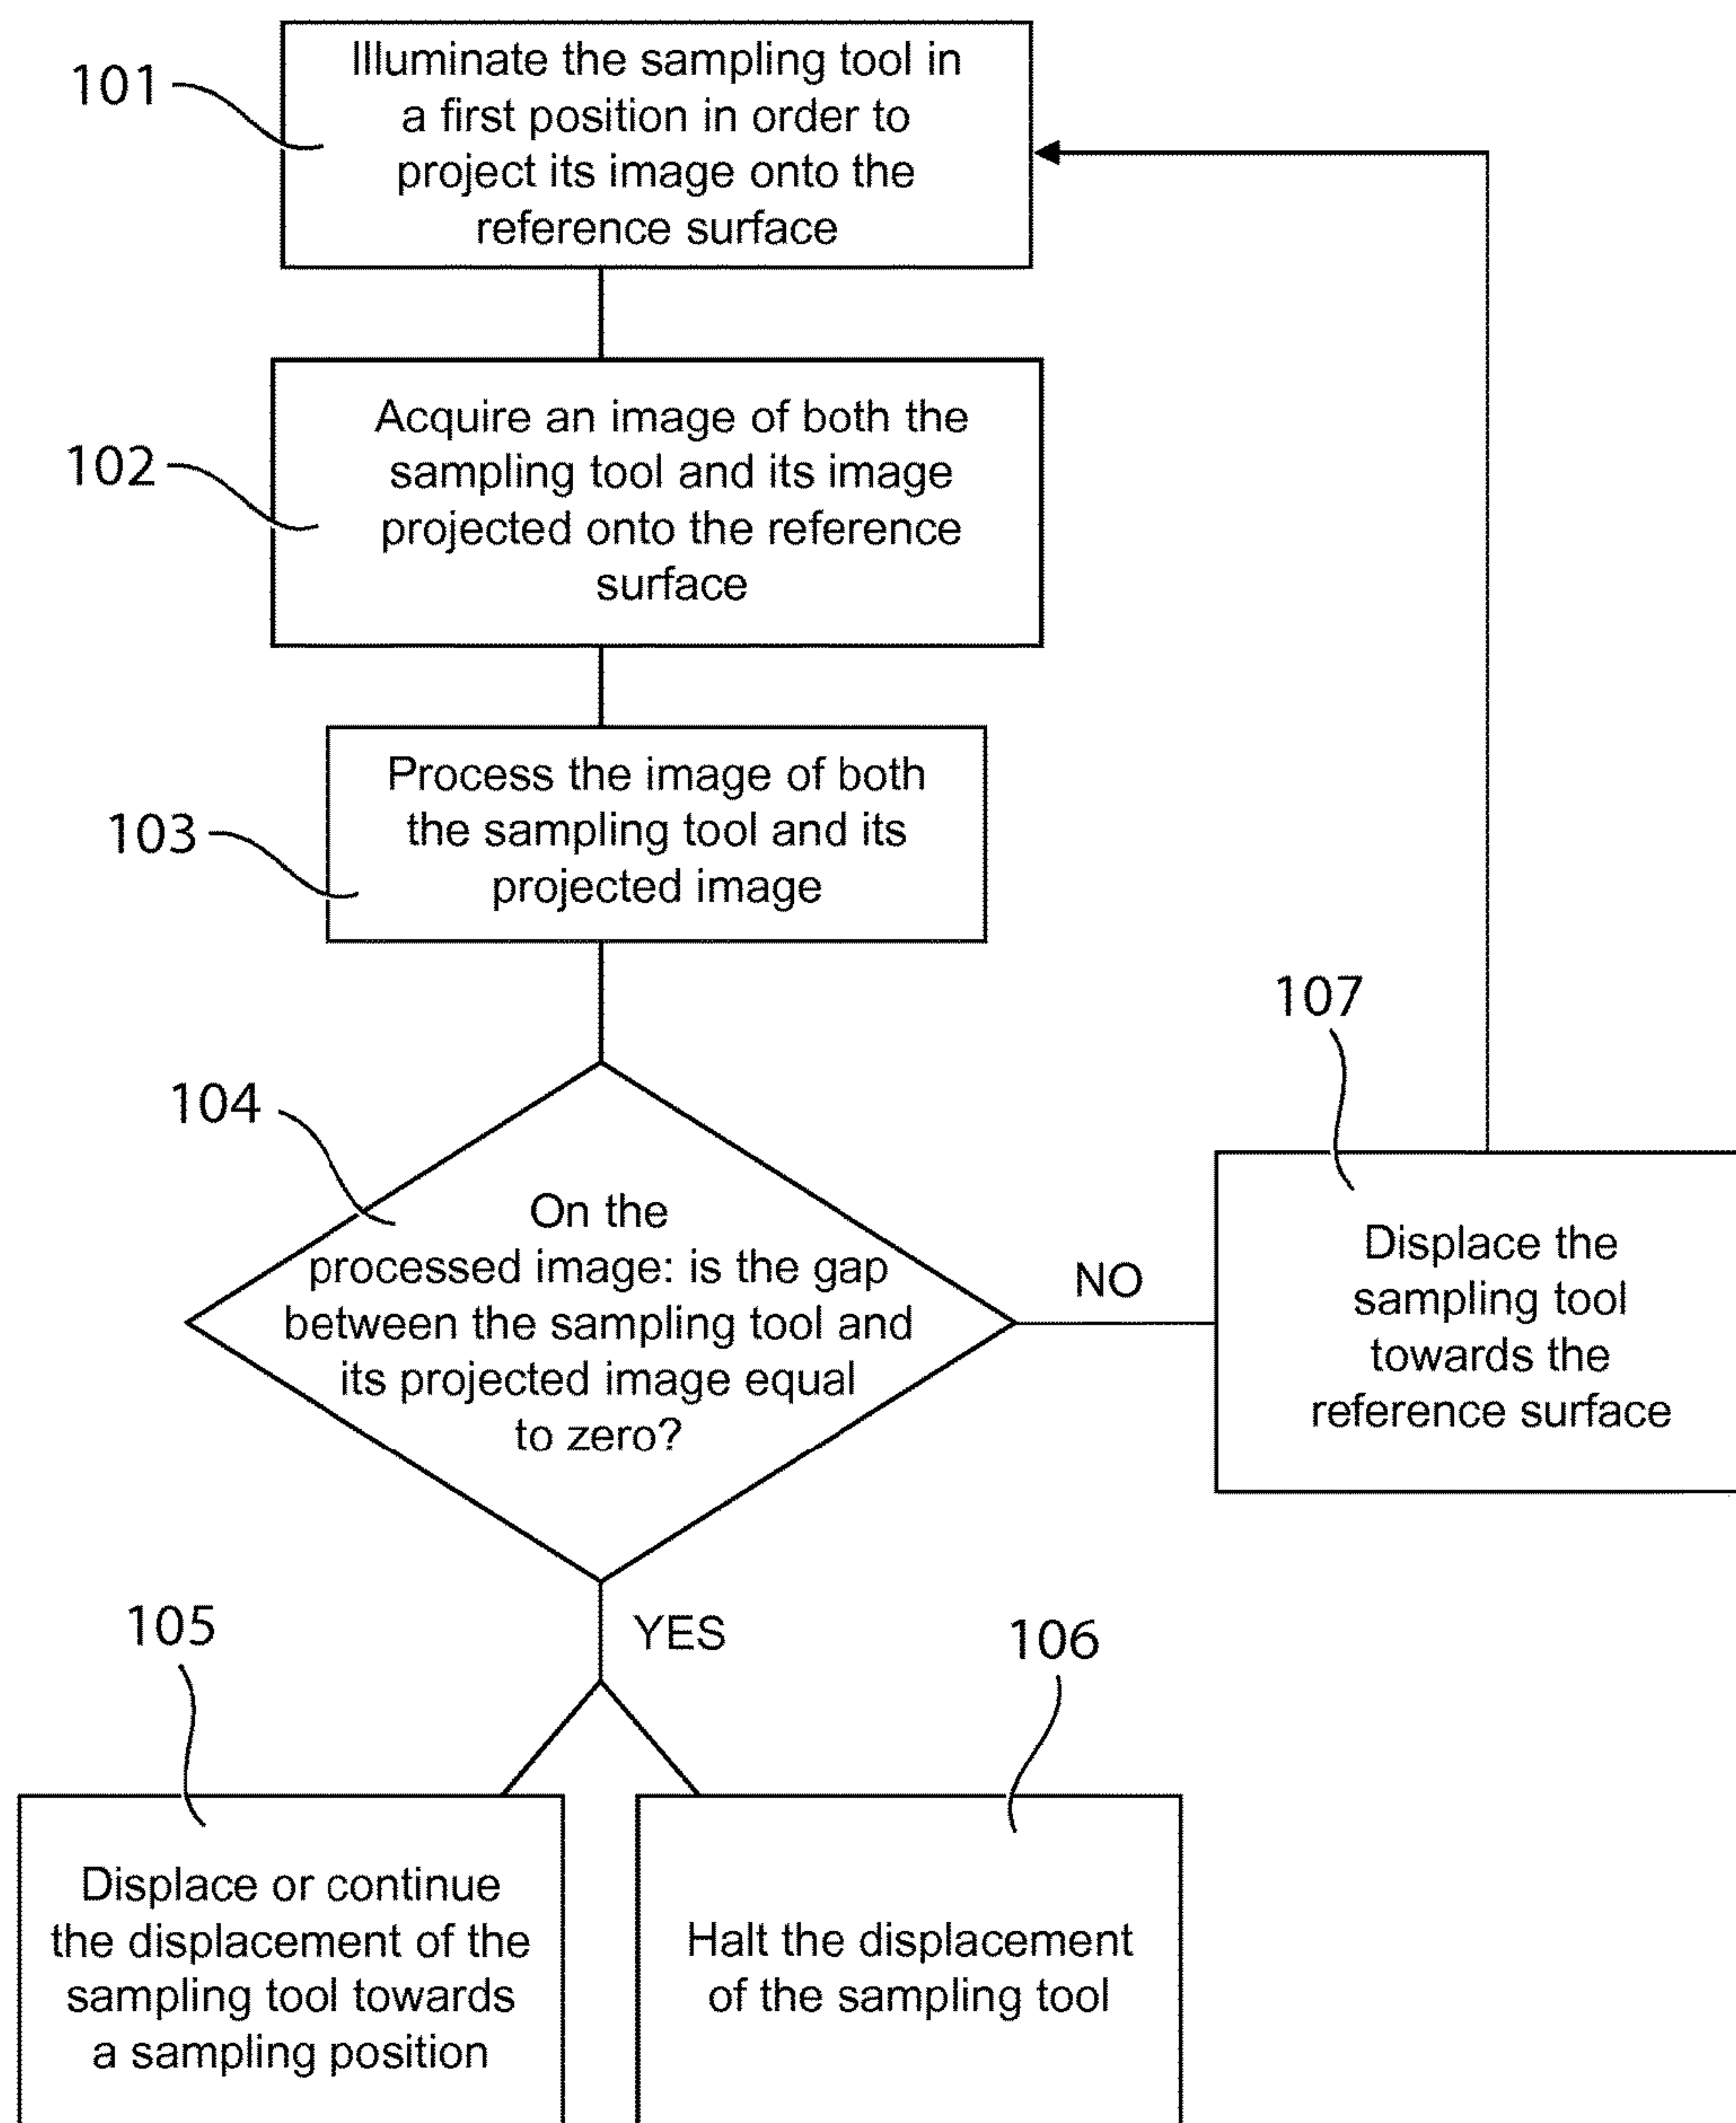 101
Illuminate the sampling tool in
a first position in order to
project its image onto the
reference surface
102
Acquire an image of both the
sampling tool and its image
projected onto the reference
surface
103
Process the image of both
the sampling tool and its
projected image
104
On the
processed image: is the gap
between the sampling tool and
its projected image equal
to zero?
NO
107
Displace the
sampling tool
towards the
reference surface
YES
105
Displace or continue
the displacement of the
sampling tool towards
a sampling position
106
Halt the displacement
of the sampling tool